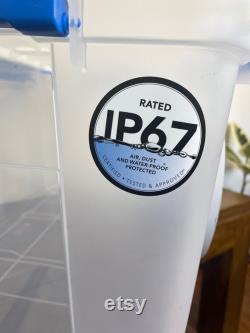 RATED
IP67
AIR, DUST
AND WATER-PROOF
PROTECTED
CERTIFIED • TESTED & APPROVED
etsy